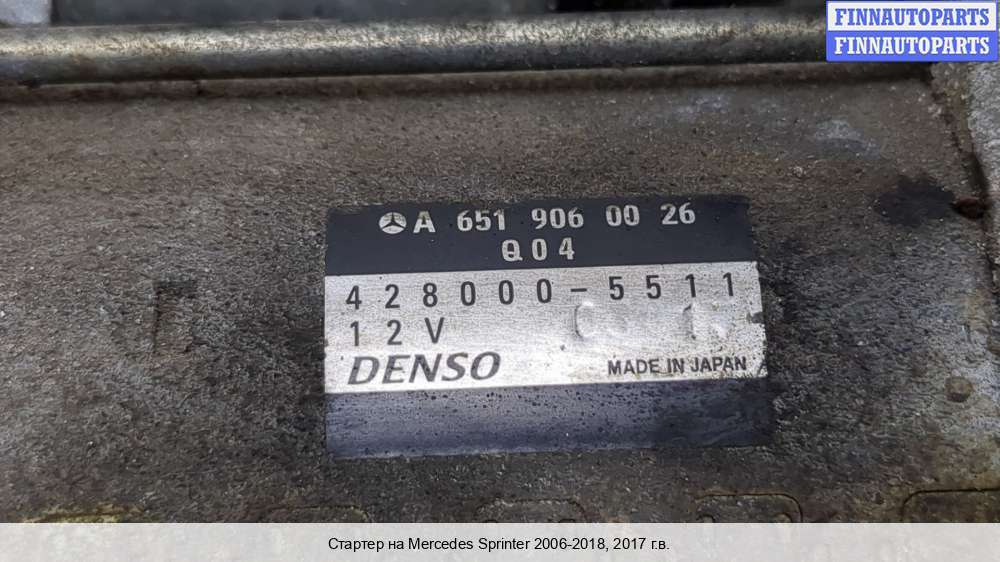 FINNAUTOPARTS
FINNAUTOPARTS
A 651 906 00 26
Q04
428000-5511
12V
DENSO
MADE IN JAPAN
Стартер на Mercedes Sprinter 2006-2018, 2017 г.в.